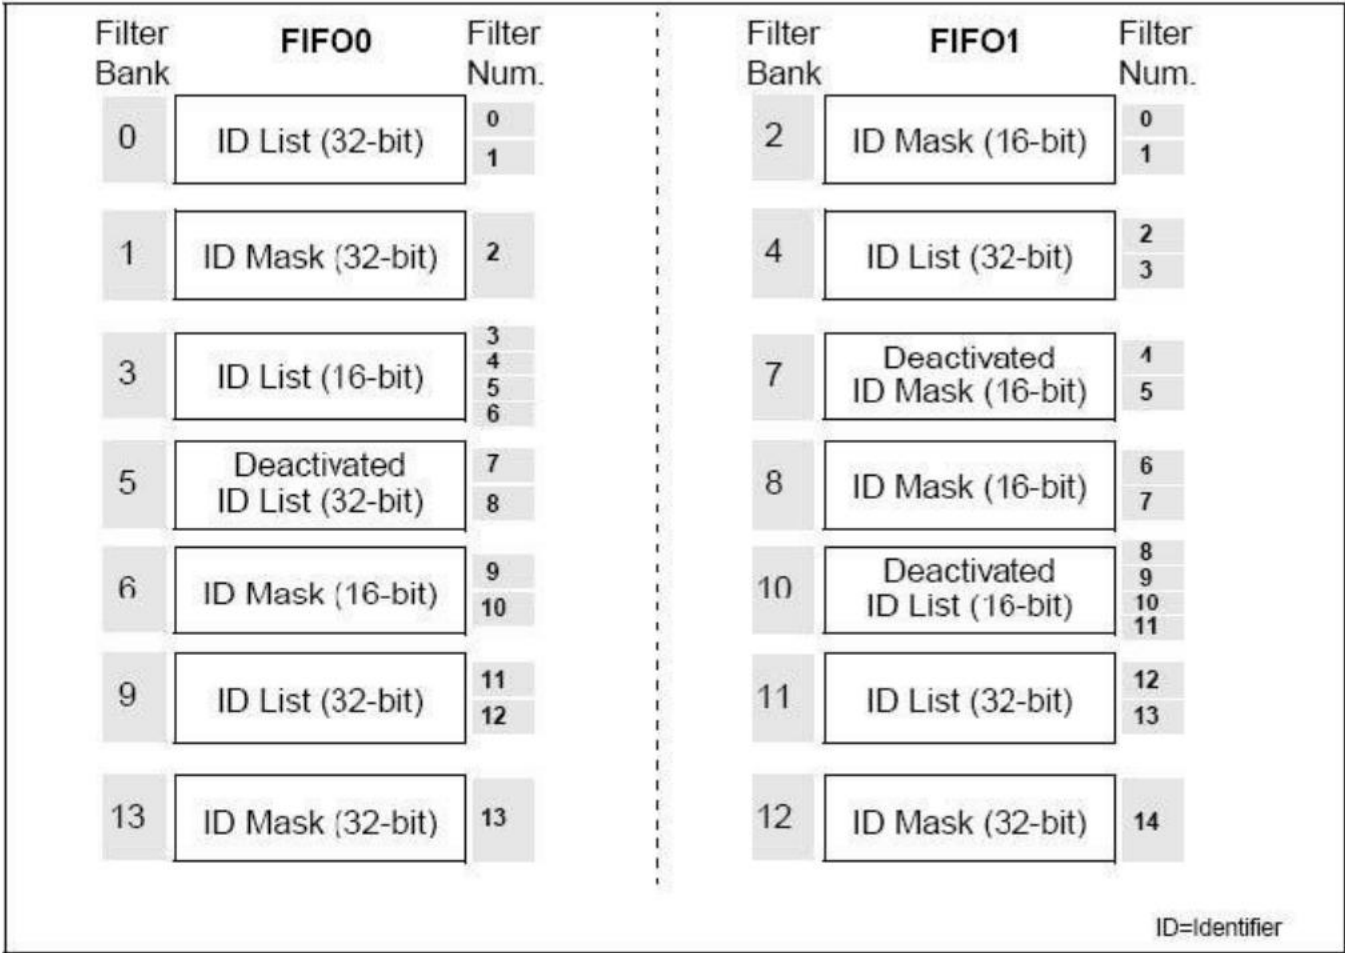 Filter Bank FIFO0 Filter Num.
0 ID List (32-bit) 0 1
1 ID Mask (32-bit) 2
3 ID List (16-bit) 3 4 5 6
5 Deactivated ID List (32-bit) 7 8
6 ID Mask (16-bit) 9 10
9 ID List (32-bit) 11 12
13 ID Mask (32-bit) 13
Filter Bank FIFO1 Filter Num.
2 ID Mask (16-bit) 0 1
4 ID List (32-bit) 2 3
7 Deactivated ID Mask (16-bit) 4 5
8 ID Mask (16-bit) 6 7
10 Deactivated ID List (16-bit) 8 9 10 11
11 ID List (32-bit) 12 13
12 ID Mask (32-bit) 14
ID=Identifier